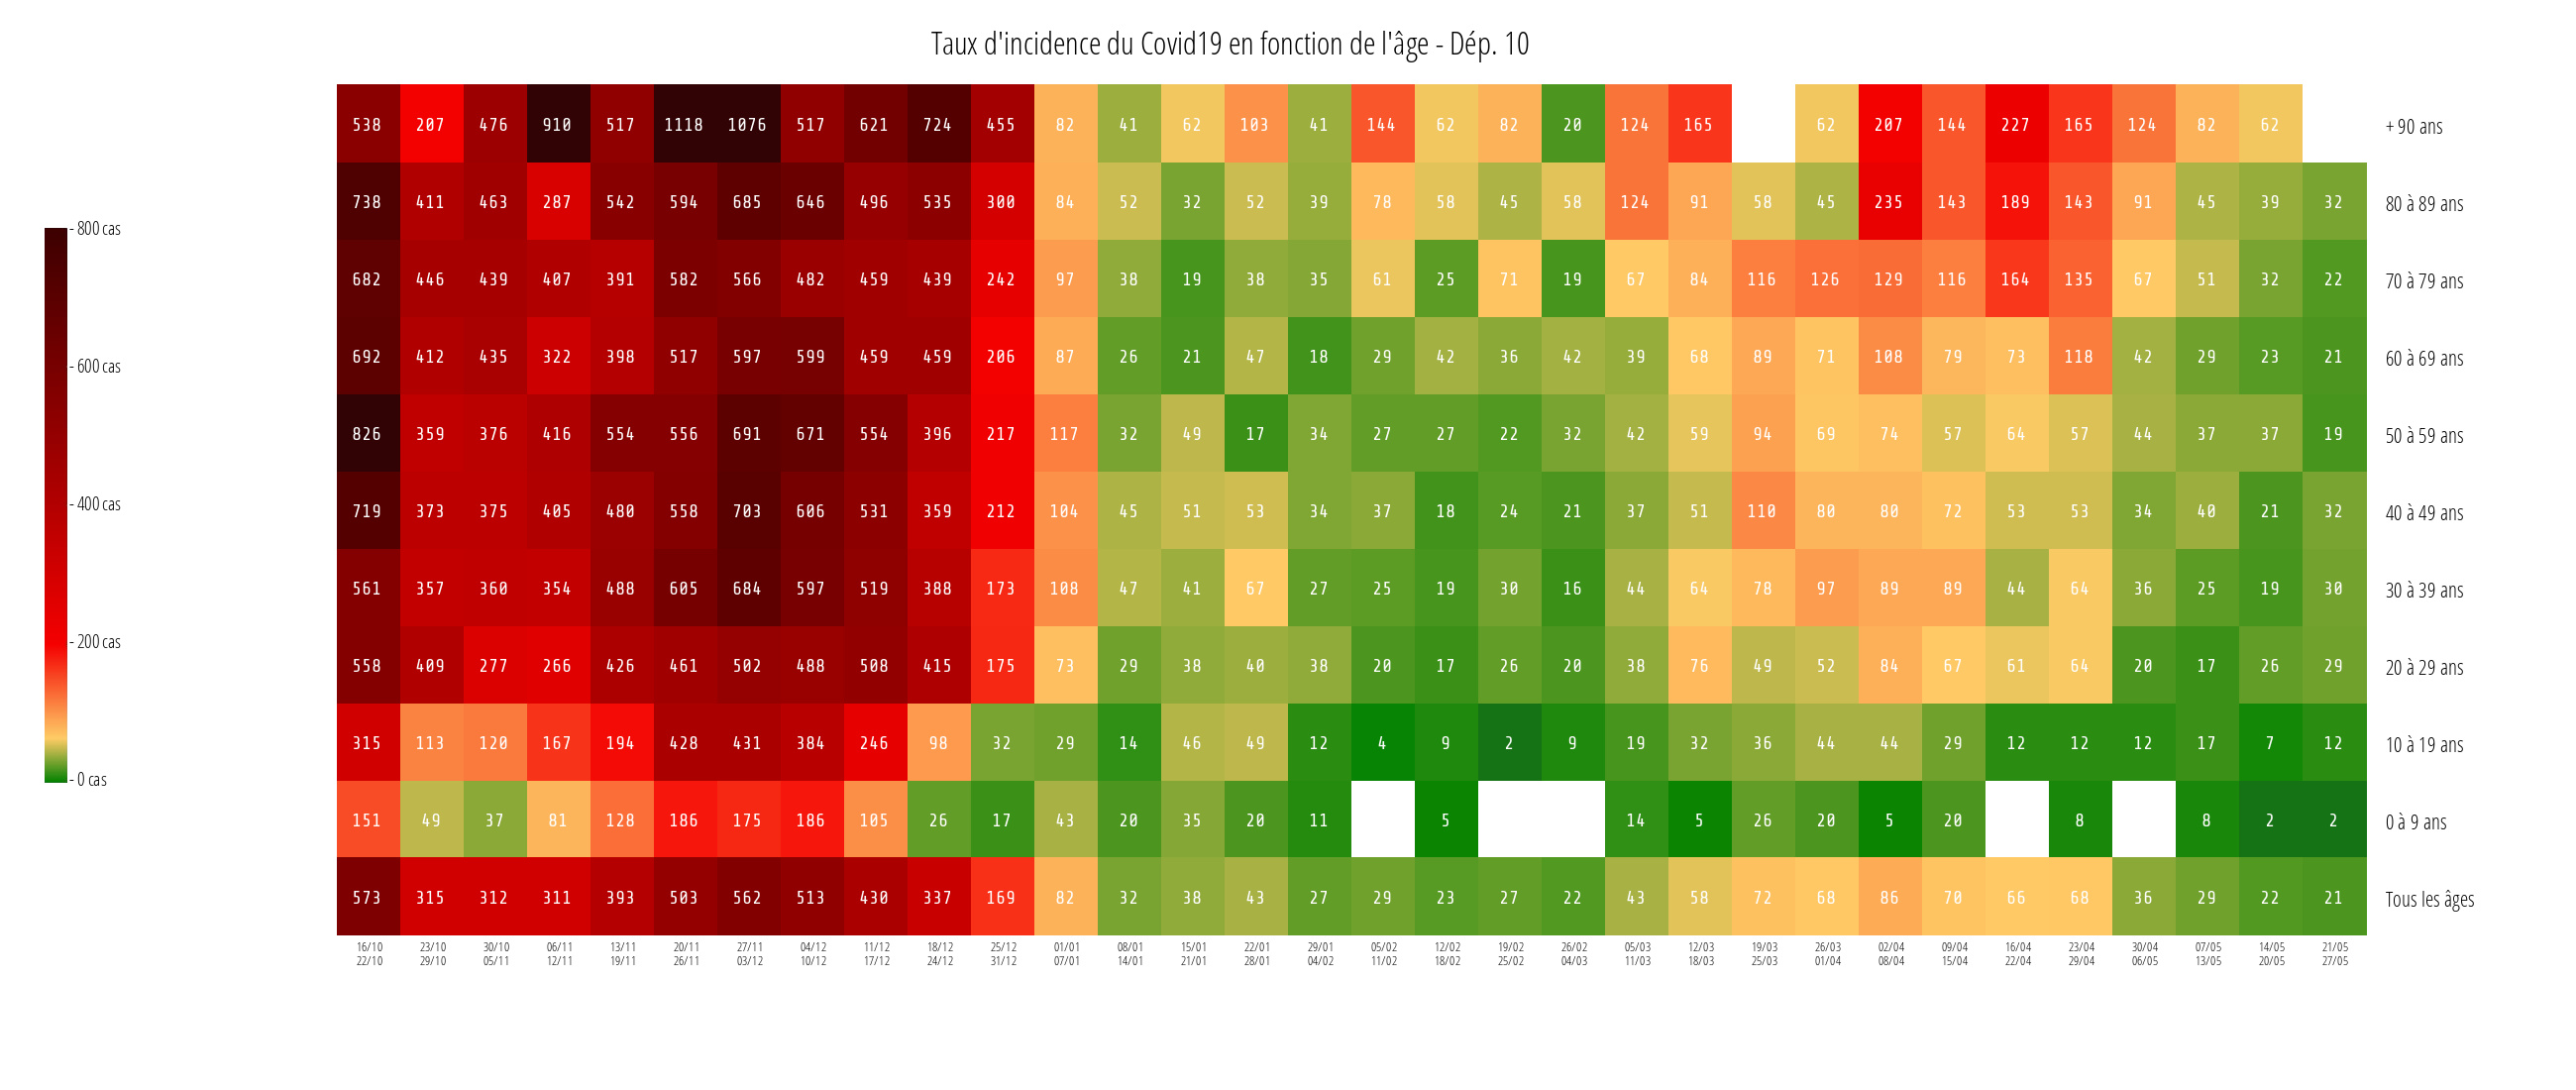 Taux d'incidence du Covid19 en fonction de l'âge - Dép. 10
- 800 cas
- 600 cas
- 400 cas
- 200 cas
- 0 cas
538 207 476 910 517 1118 1076 517 621 724 455 82 41 62 103 41 144 62 82 20 124 165 62 207 144 227 165 124 82 62 + 90 ans
738 411 463 287 542 594 685 646 496 535 300 84 52 32 52 39 78 58 45 58 124 91 58 45 235 143 189 143 91 45 39 32 80 à 89 ans
682 446 439 407 391 582 566 482 459 439 242 97 38 19 38 35 61 25 71 19 67 84 116 126 129 116 164 135 67 51 32 22 70 à 79 ans
692 412 435 322 398 517 597 599 459 459 206 87 26 21 47 18 29 42 36 42 39 68 89 71 108 79 73 118 42 29 23 21 60 à 69 ans
826 359 376 416 554 556 691 671 554 396 217 117 32 49 17 34 27 27 22 32 42 59 94 69 74 57 64 57 44 37 37 19 50 à 59 ans
719 373 375 405 480 558 703 606 531 359 212 104 45 51 53 34 37 18 24 21 37 51 110 80 80 72 53 53 34 40 21 32 40 à 49 ans
561 357 360 354 488 605 684 597 519 388 173 108 47 41 67 27 25 19 30 16 44 64 78 97 89 89 44 64 36 25 19 30 30 à 39 ans
558 409 277 266 426 461 502 488 508 415 175 73 29 38 40 38 20 17 26 20 38 76 49 52 84 67 61 64 20 17 26 29 20 à 29 ans
315 113 120 167 194 428 431 384 246 98 32 29 14 46 49 12 4 9 2 9 19 32 36 44 44 29 12 12 12 17 7 12 10 à 19 ans
151 49 37 81 128 186 175 186 105 26 17 43 20 35 20 11 5 14 5 26 20 5 20 8 8 2 2 0 à 9 ans
573 315 312 311 393 503 562 513 430 337 169 82 32 38 43 27 29 23 27 22 43 58 72 68 86 70 66 68 36 29 22 21 Tous les âges
16/10 23/10 30/10 06/11 13/11 20/11 27/11 04/12 11/12 18/12 25/12 01/01 08/01 15/01 22/01 29/01 05/02 12/02 19/02 26/02 05/03 12/03 19/03 26/03 02/04 09/04 16/04 23/04 30/04 07/05 14/05 21/05
22/10 29/10 05/11 12/11 19/11 26/11 03/12 10/12 17/12 24/12 31/12 07/01 14/01 21/01 28/01 04/02 11/02 18/02 25/02 04/03 11/03 18/03 25/03 01/04 08/04 15/04 22/04 29/04 06/05 13/05 20/05 27/05